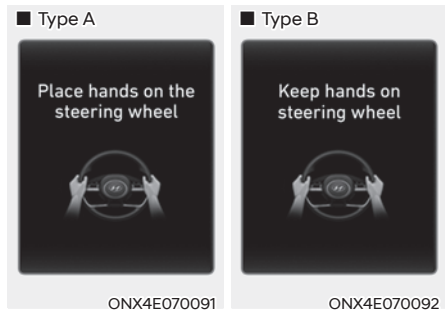 ■ Type A
Place hands on the
steering wheel
ONX4E070091
■ Type B
Keep hands on
steering wheel
ONX4E070092